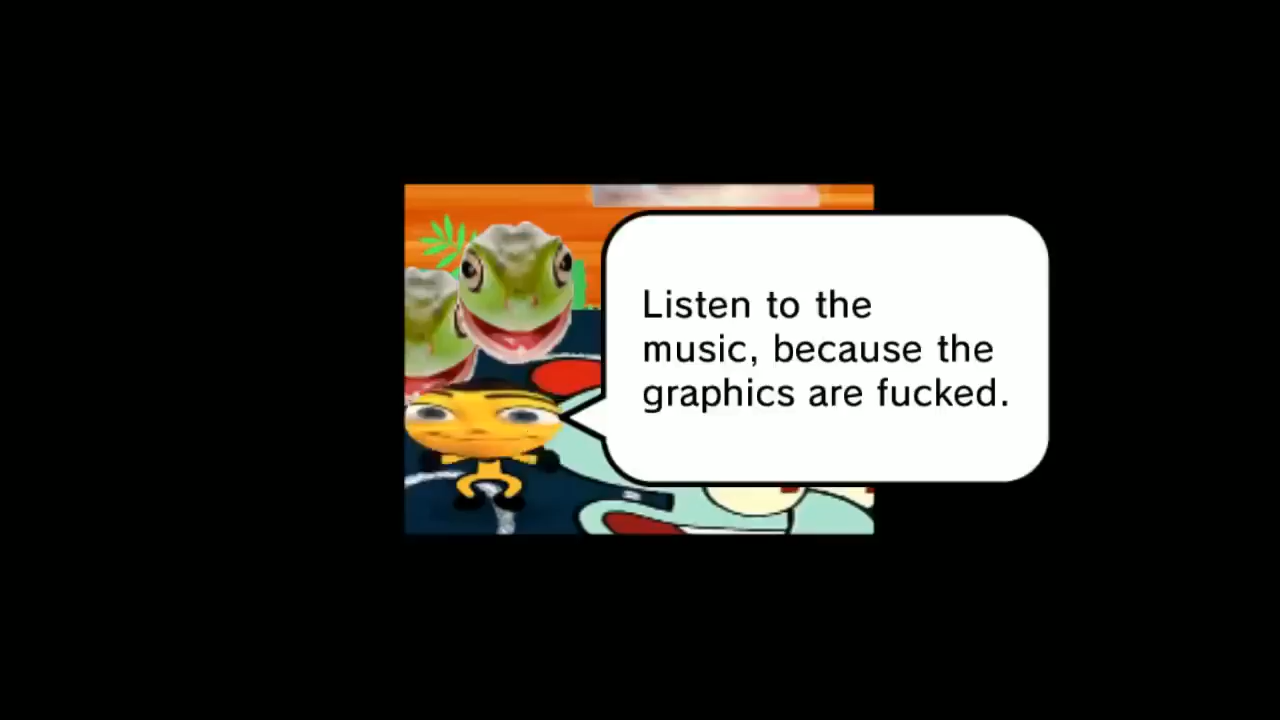 Listen to the
music, because the
graphics are fucked.